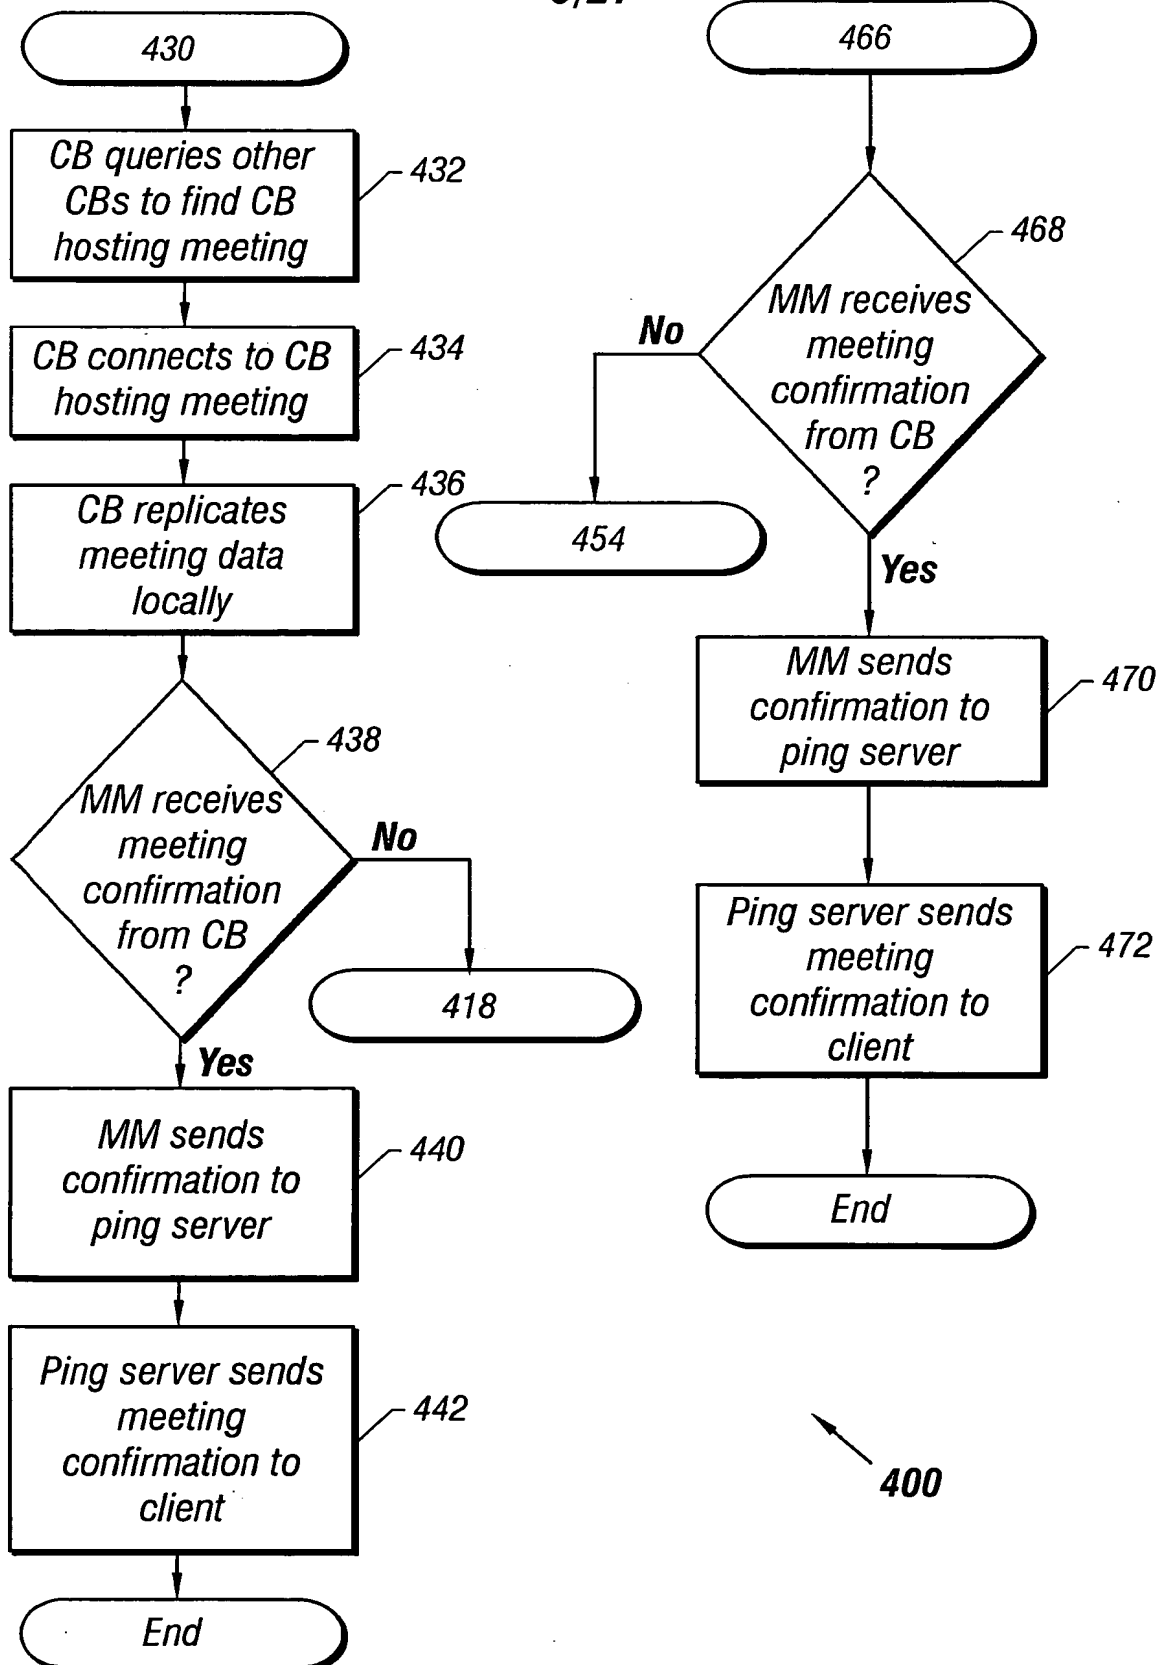 430
CB queries other
CBs to find CB
hosting meeting
432
CB connects to CB
hosting meeting
434
CB replicates
meeting data
locally
436
MM receives
meeting
confirmation
from CB
?
438
No
418
Yes
MM sends
confirmation to
ping server
440
Ping server sends
meeting
confirmation to
client
442
End
466
MM receives
meeting
confirmation
from CB
?
468
No
454
Yes
MM sends
confirmation to
ping server
470
Ping server sends
meeting
confirmation to
client
472
End
400